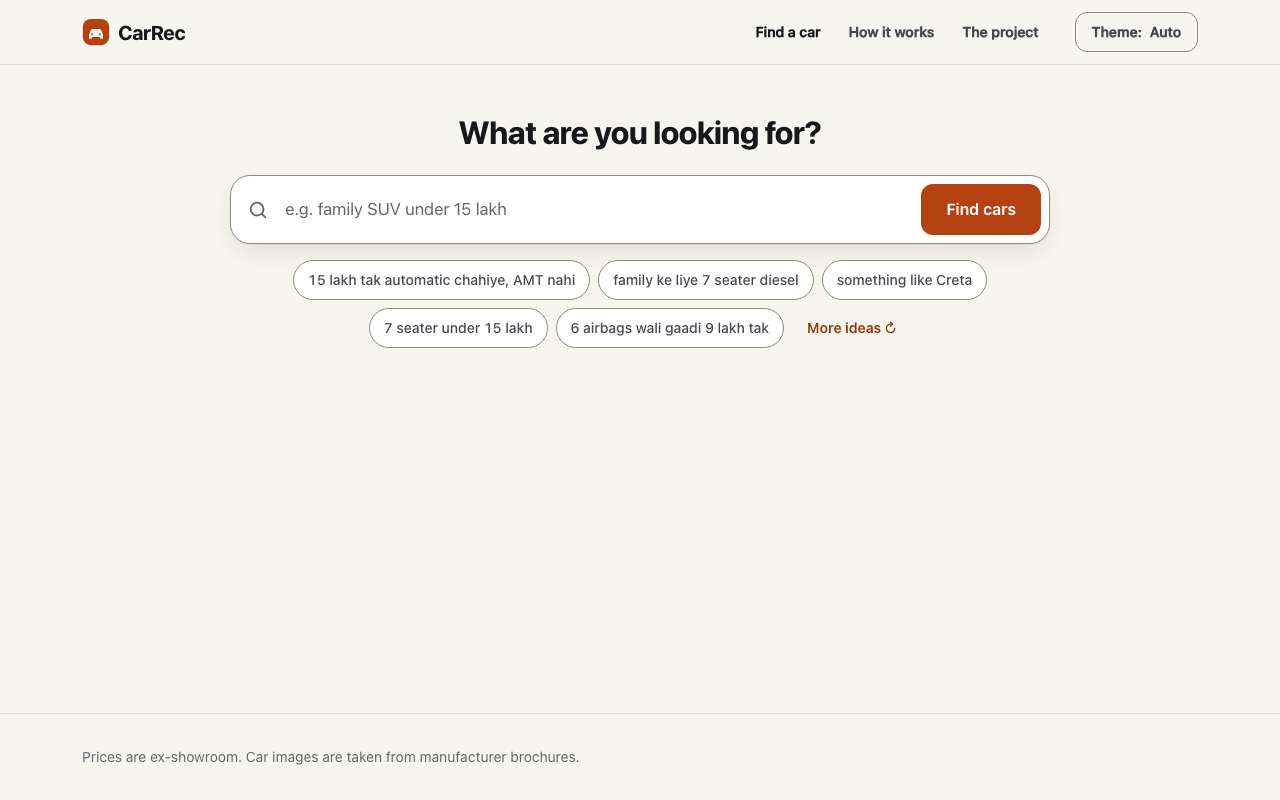 CarRec
Find a car
How it works
The project
Theme: Auto
What are you looking for?
e.g. family SUV under 15 lakh
Find cars
15 lakh tak automatic chahiye, AMT nahi
family ke liye 7 seater diesel
something like Creta
7 seater under 15 lakh
6 airbags wali gaadi 9 lakh tak
More ideas ↻
Prices are ex-showroom. Car images are taken from manufacturer brochures.